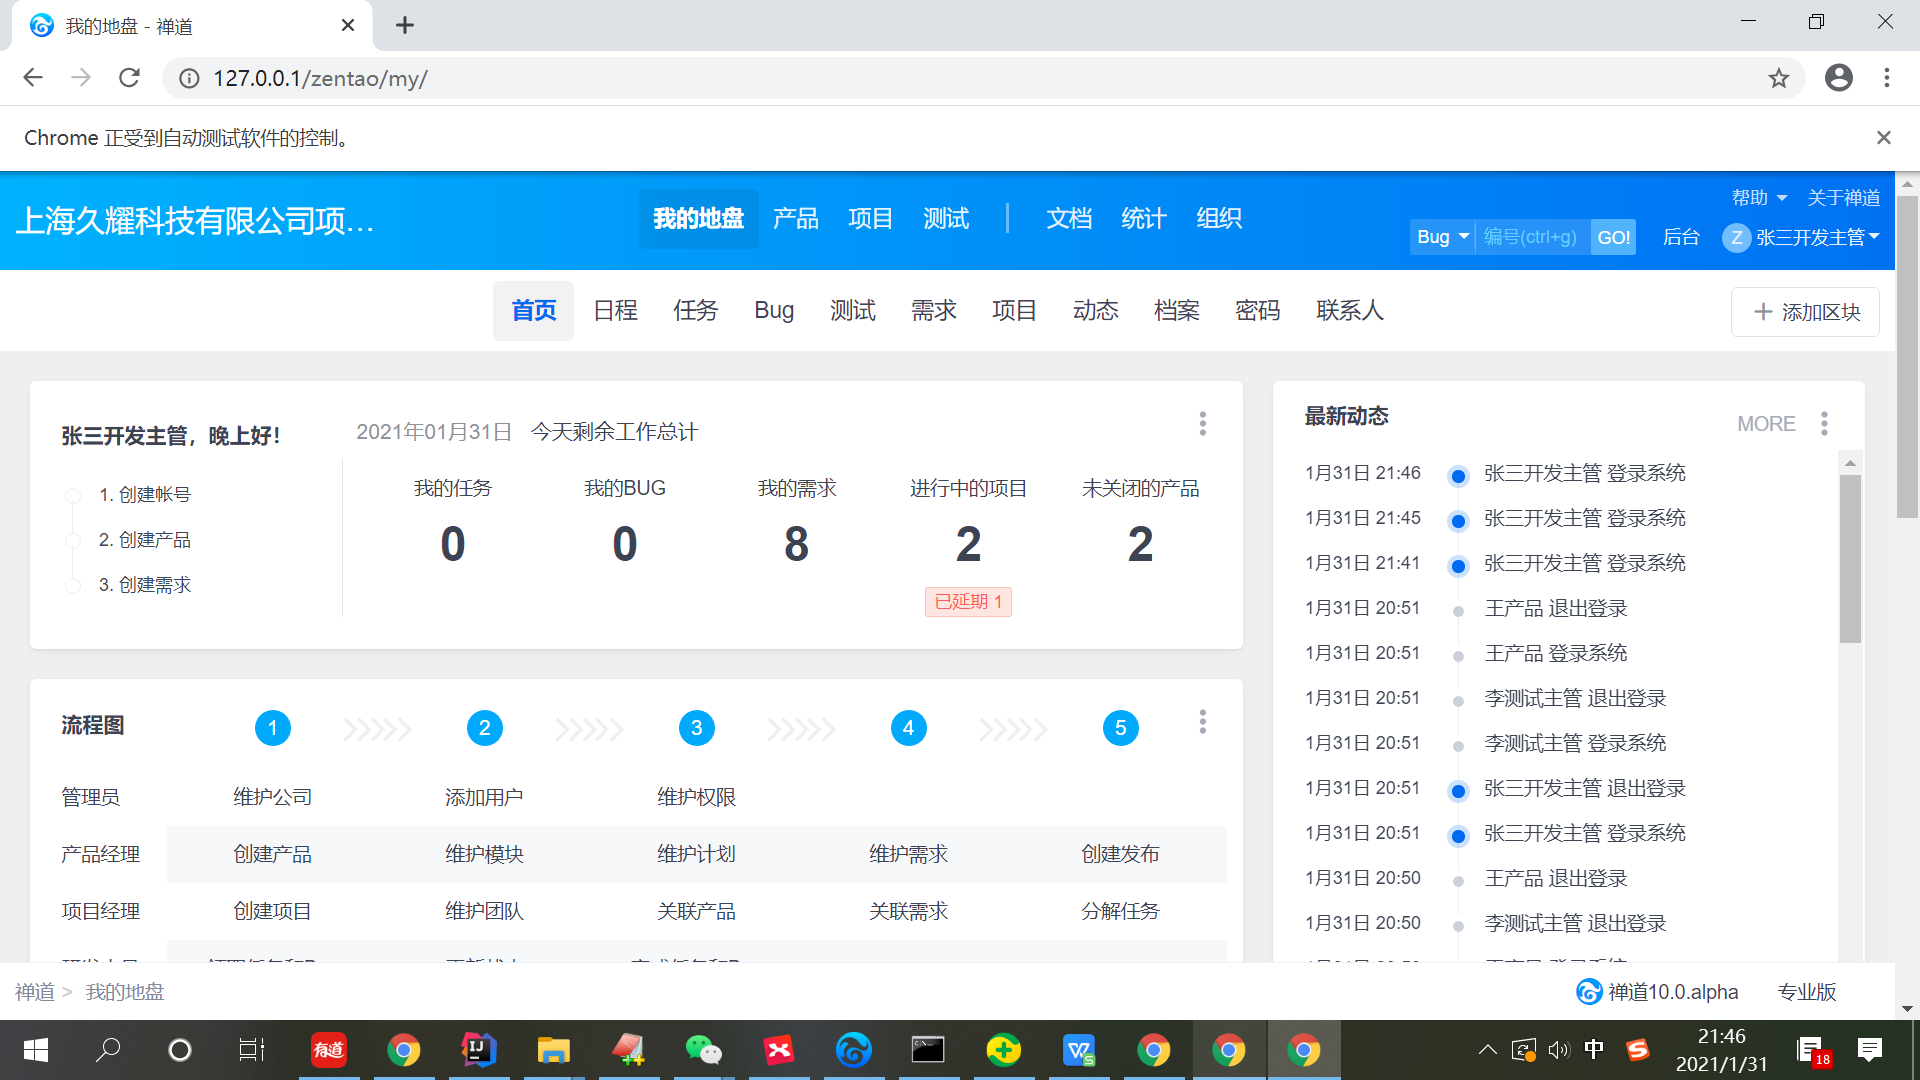 我的地盘 - 禅道
127.0.0.1/zentao/my/
Chrome 正受到自动测试软件的控制。
上海久耀科技有限公司项…
我的地盘 产品 项目 测试 文档 统计 组织
帮助 关于禅道
Bug 编号(ctrl+g) GO! 后台 Z 张三开发主管
首页 日程 任务 Bug 测试 需求 项目 动态 档案 密码 联系人
添加区块
张三开发主管，晚上好！
1. 创建帐号
2. 创建产品
3. 创建需求
2021年01月31日 今天剩余工作总计
我的任务 我的BUG 我的需求 进行中的项目 未关闭的产品
0 0 8 2 2
已延期 1
流程图 1 2 3 4 5
管理员 维护公司 添加用户 维护权限
产品经理 创建产品 维护模块 维护计划 维护需求 创建发布
项目经理 创建项目 维护团队 关联产品 关联需求 分解任务
最新动态
MORE
1月31日 21:46 张三开发主管 登录系统
1月31日 21:45 张三开发主管 登录系统
1月31日 21:41 张三开发主管 登录系统
1月31日 20:51 王产品 退出登录
1月31日 20:51 王产品 登录系统
1月31日 20:51 李测试主管 退出登录
1月31日 20:51 李测试主管 登录系统
1月31日 20:51 张三开发主管 退出登录
1月31日 20:51 张三开发主管 登录系统
1月31日 20:50 王产品 退出登录
1月31日 20:50 李测试主管 退出登录
禅道 > 我的地盘
禅道10.0.alpha 专业版
有道
IJ
中
21:46
2021/1/31
18